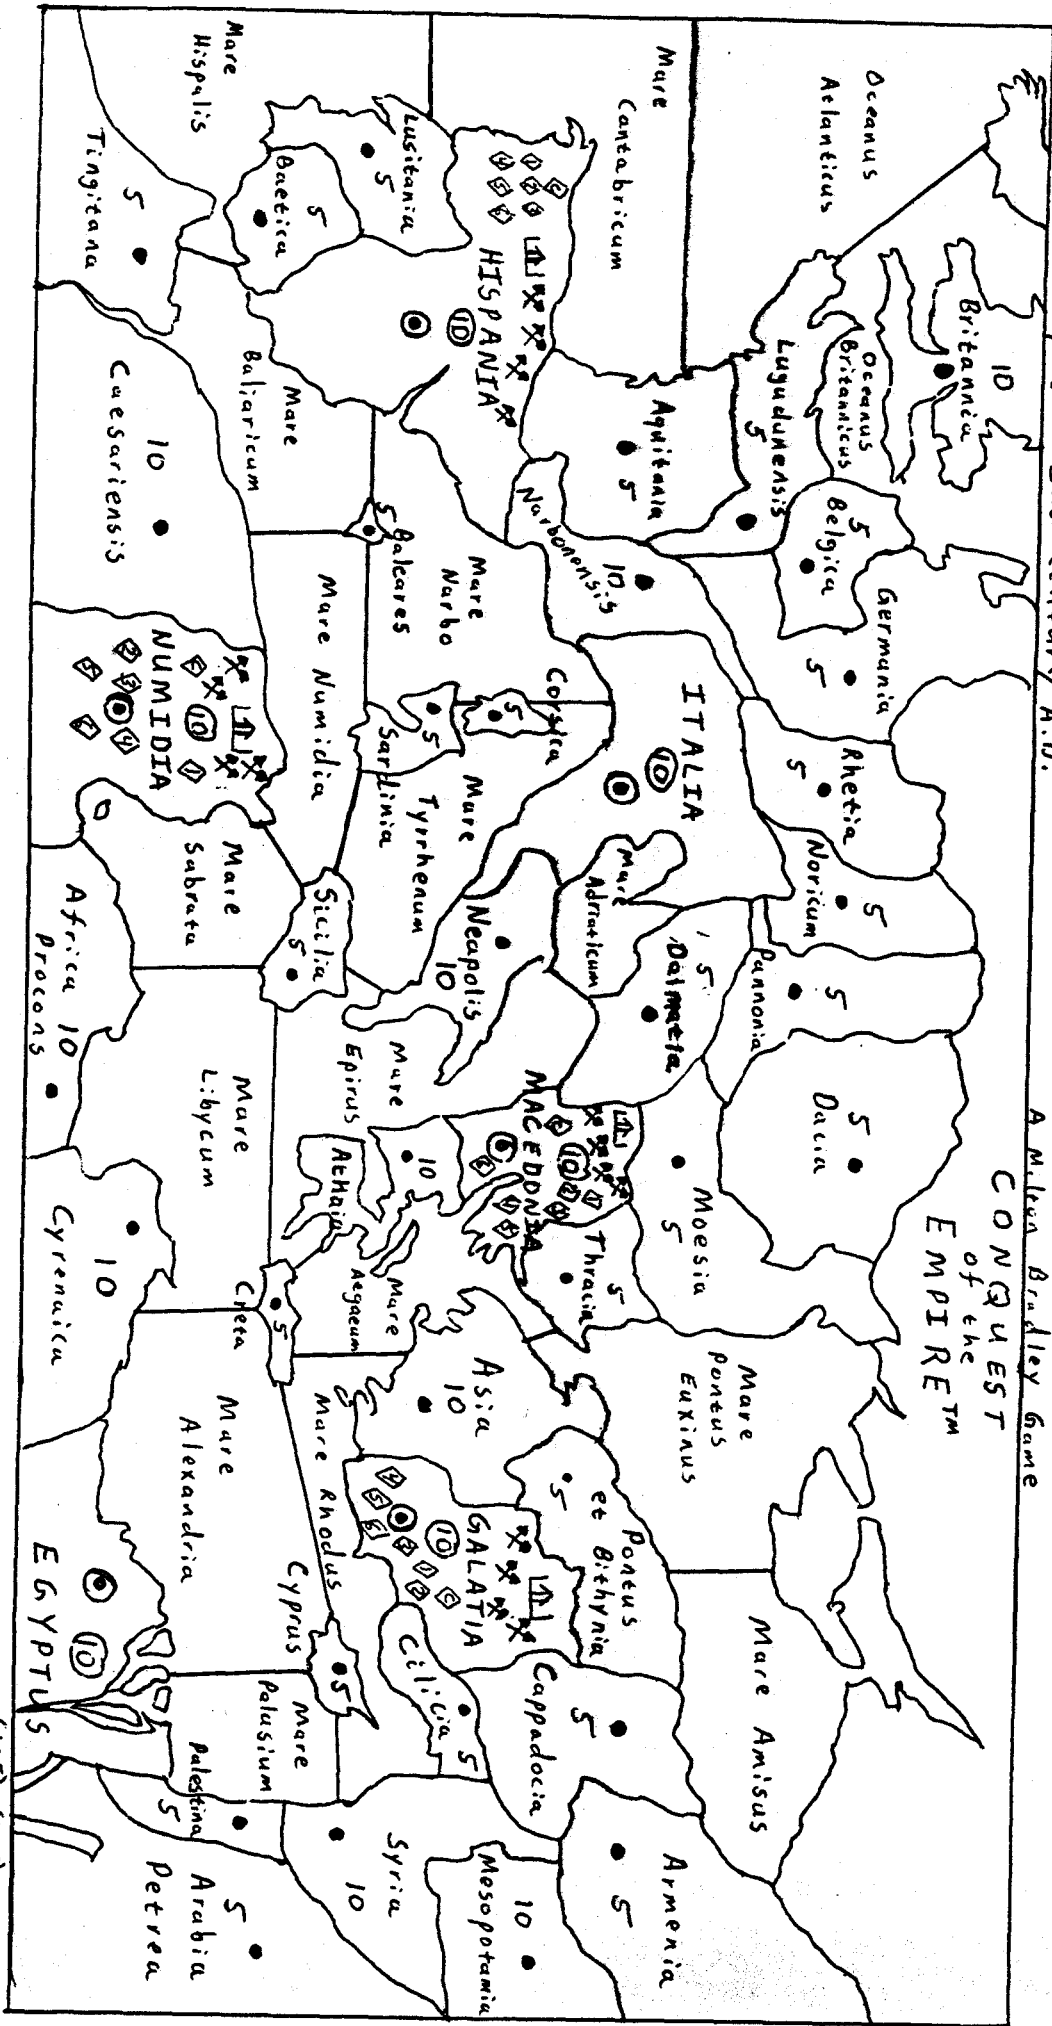 A.D.
A Milton Bradley Game
CONQUEST
of the
EMPIRE™
Oceanus
Atlanticus
10
Britannia
Oceanus
Britannicus
Mare
Cantabricum
Lugudunensis
5
5
Belgica
Germania
5
Aquitania
5
Narbonensis
10
Rhetia
5
Noricum
5
Pannonia
5
Dacia
5
Mare
Hispalis
Lusitania
5
Baetica
5
HISPANIA
10
ITALIA
10
Mare
Adriaticum
Dalmatia
5
Moesia
5
Mare
Pontus
Euxinus
Mare Amisus
Armenia
5
Mare
Narbo
Corsica
5
Sardinia
5
Mare
Tyrrhenum
Neapolis
10
MACEDONIA
10
Thracia
5
Pontus
et Bithynia
5
Cappadocia
5
Mesopotamia
10
Baleares
5
Mare
Baliaricum
Mare Numidia
Sicilia
5
Mare
Epirus
10
Athaia
Mare
Aegaeum
Asia
10
GALATIA
10
Cilicia
5
Syria
10
Tingitana
5
Caesariensis
10
NUMIDIA
10
Mare
Sabrata
Mare
Libycum
Creta
5
Mare Rhodus
Cyprus
5
Mare
Alexandria
Mare
Palusium
Palestina
5
Africa 10
Procons
Cyrenaica
10
EGYPTUS
10
5
Arabia
Petrea